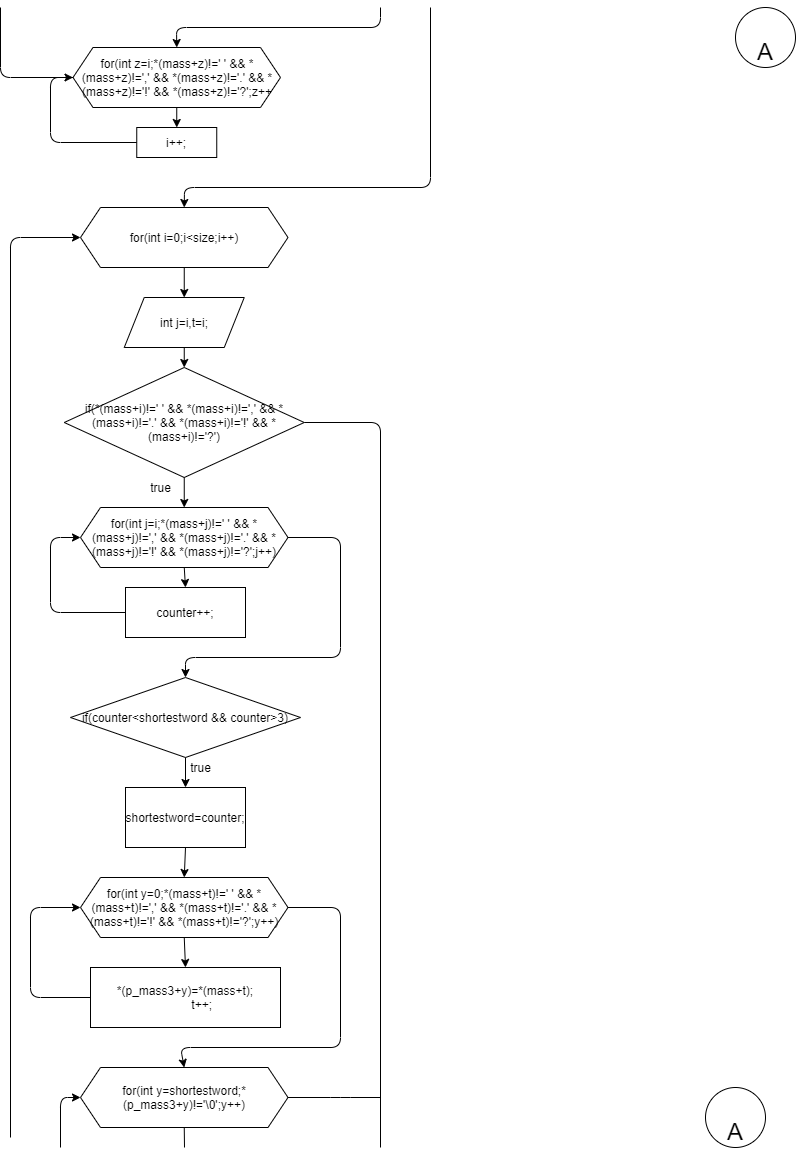 A
for(int z=i;*(mass+z)!=' ' && *
(mass+z)!=',' && *(mass+z)!='.' && *
(mass+z)!='!' && *(mass+z)!='?';z++
i++;
for(int i=0;i<size;i++)
int j=i,t=i;
if(*(mass+i)!=' ' && *(mass+i)!=',' && *
(mass+i)!='.' && *(mass+i)!='!' && *
(mass+i)!='?')
true
for(int j=i;*(mass+j)!=' ' && *
(mass+j)!=',' && *(mass+j)!='.' && *
(mass+j)!='!' && *(mass+j)!='?';j++)
counter++;
if(counter<shortestword && counter>3)
true
shortestword=counter;
for(int y=0;*(mass+t)!=' ' && *
(mass+t)!=',' && *(mass+t)!='.' && *
(mass+t)!='!' && *(mass+t)!='?';y++)
*(p_mass3+y)=*(mass+t);
t++;
for(int y=shortestword;*
(p_mass3+y)!='\0';y++)
A